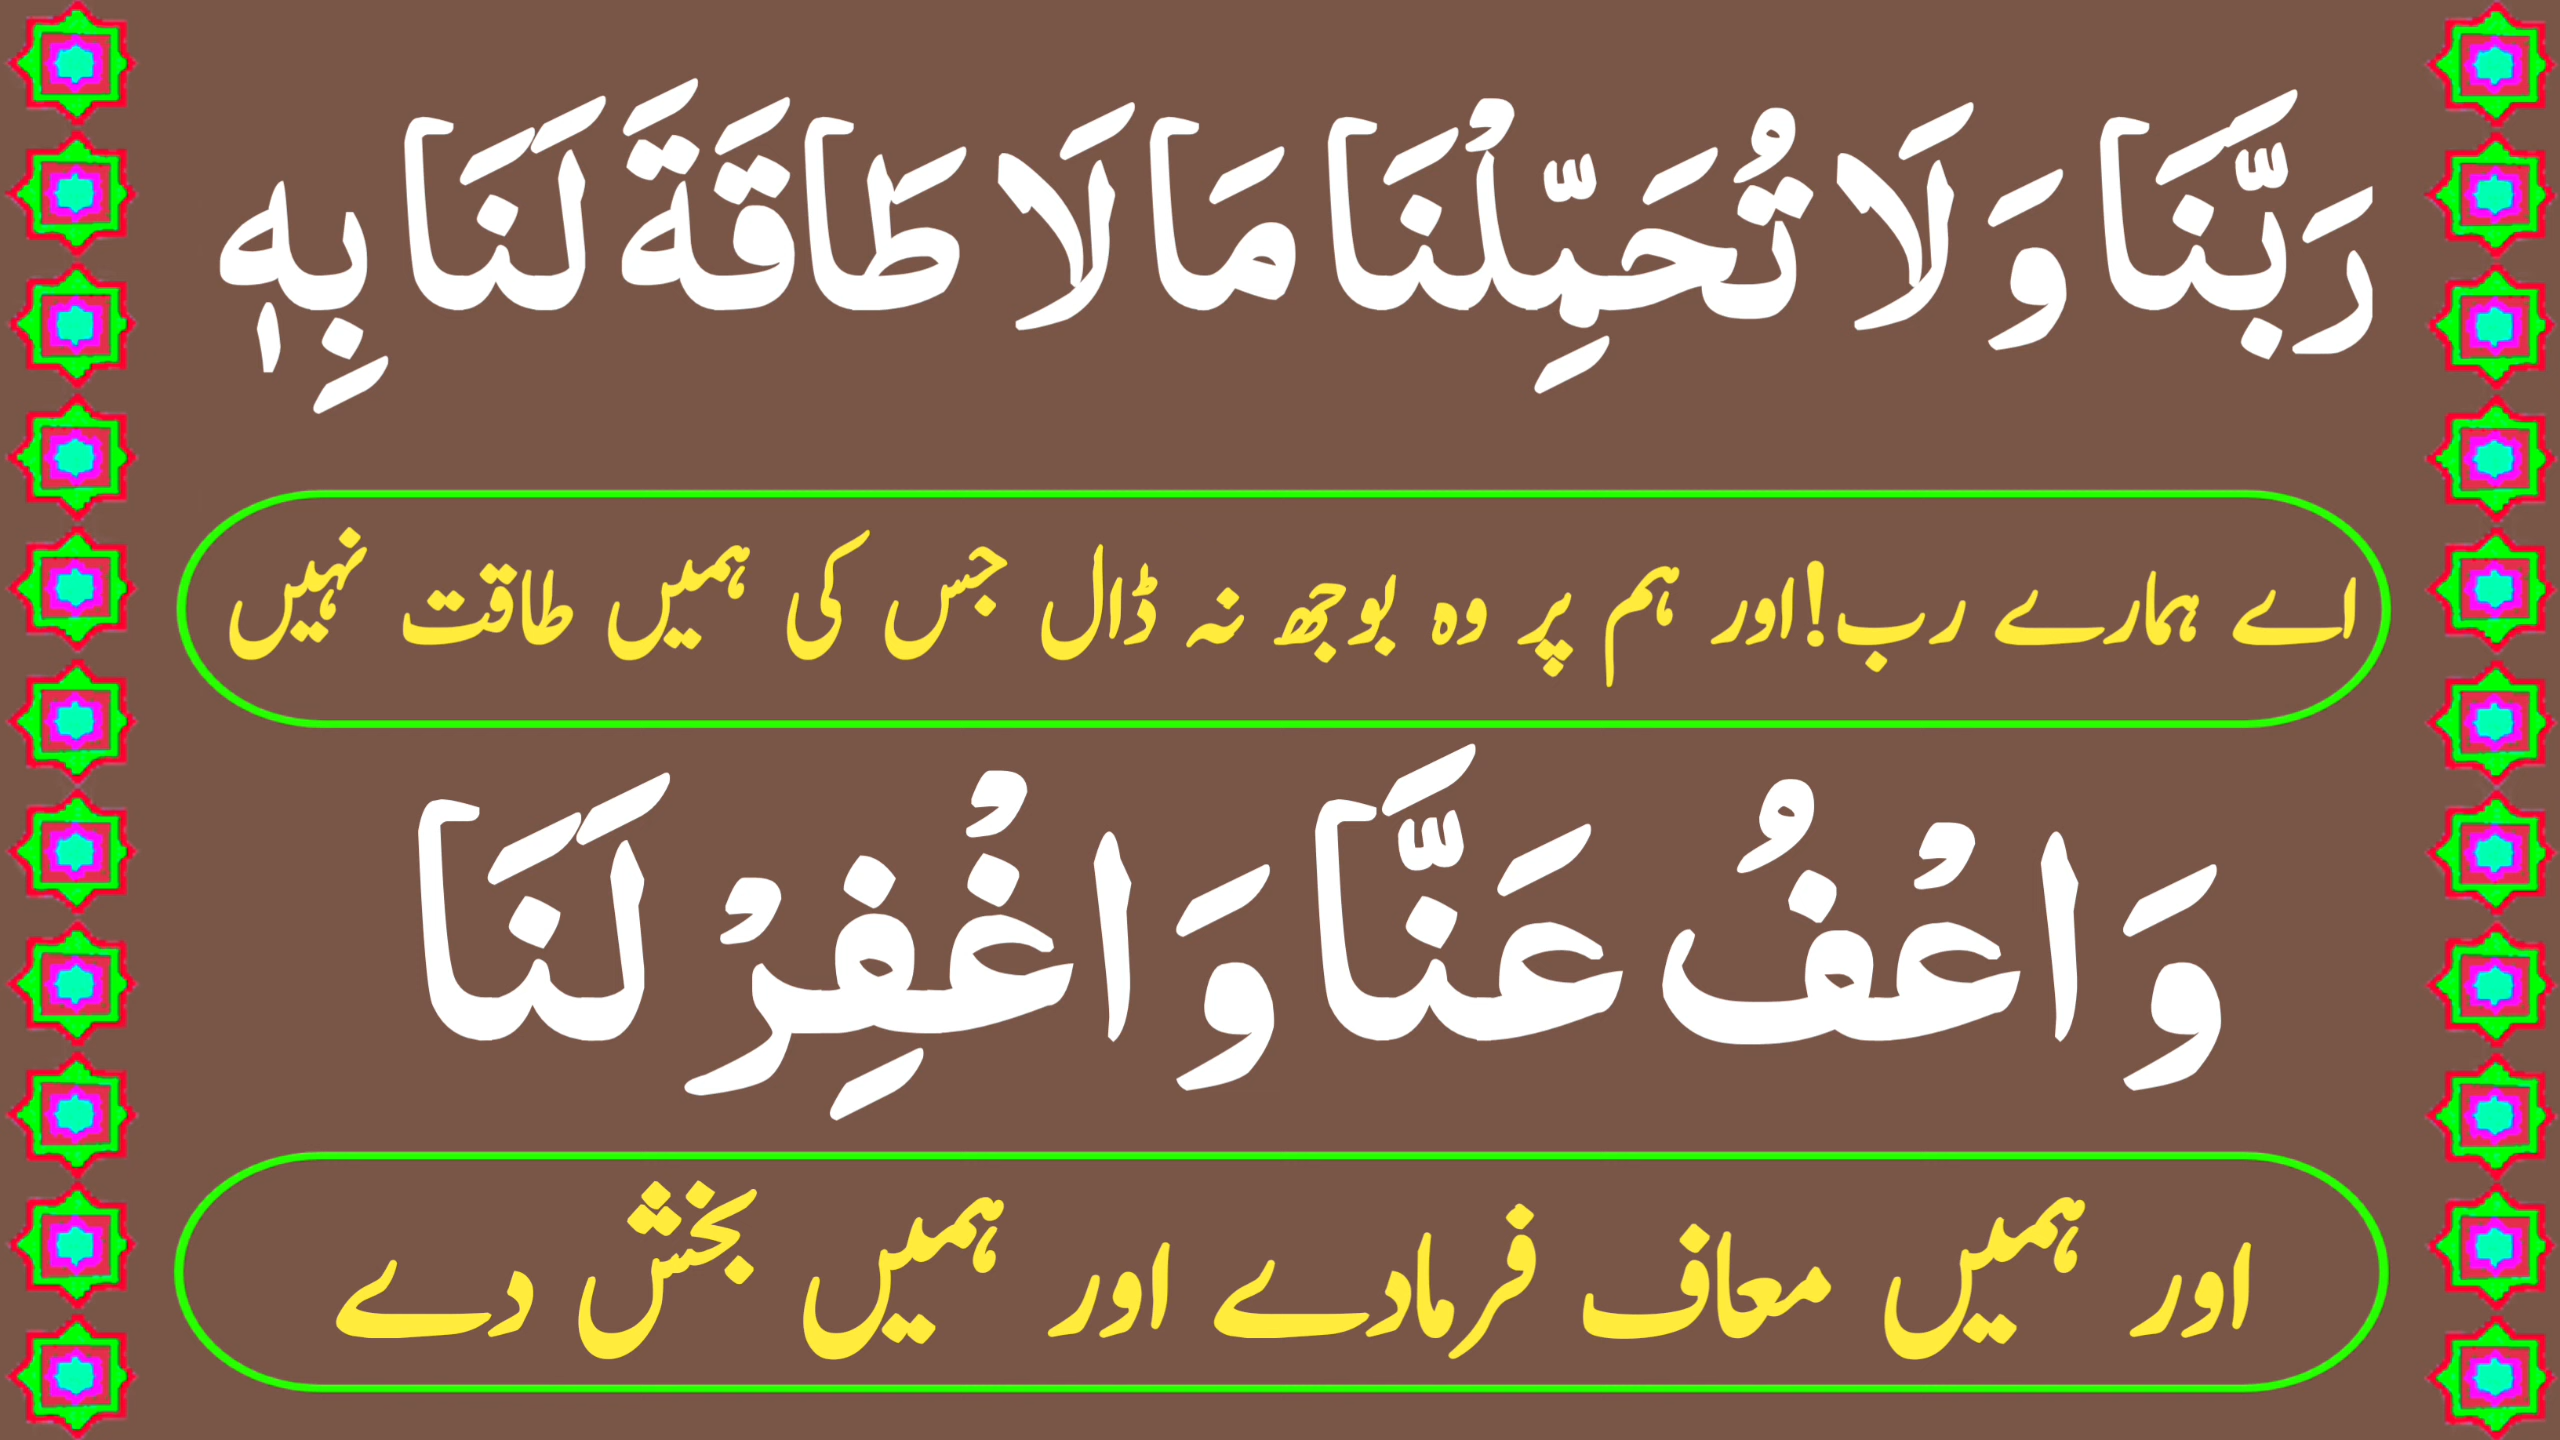 رَبَّنَا وَلَا تُحَمِّلْنَا مَا لَا طَاقَةَ لَنَا بِهٖ
اے ہمارے رب!اور ہم پر وہ بوجھ نہ ڈال جس کی ہمیں طاقت نہیں
وَاعْفُ عَنَّا وَاغْفِرْ لَنَا
اور ہمیں معاف فرمادے اور ہمیں بخش دے